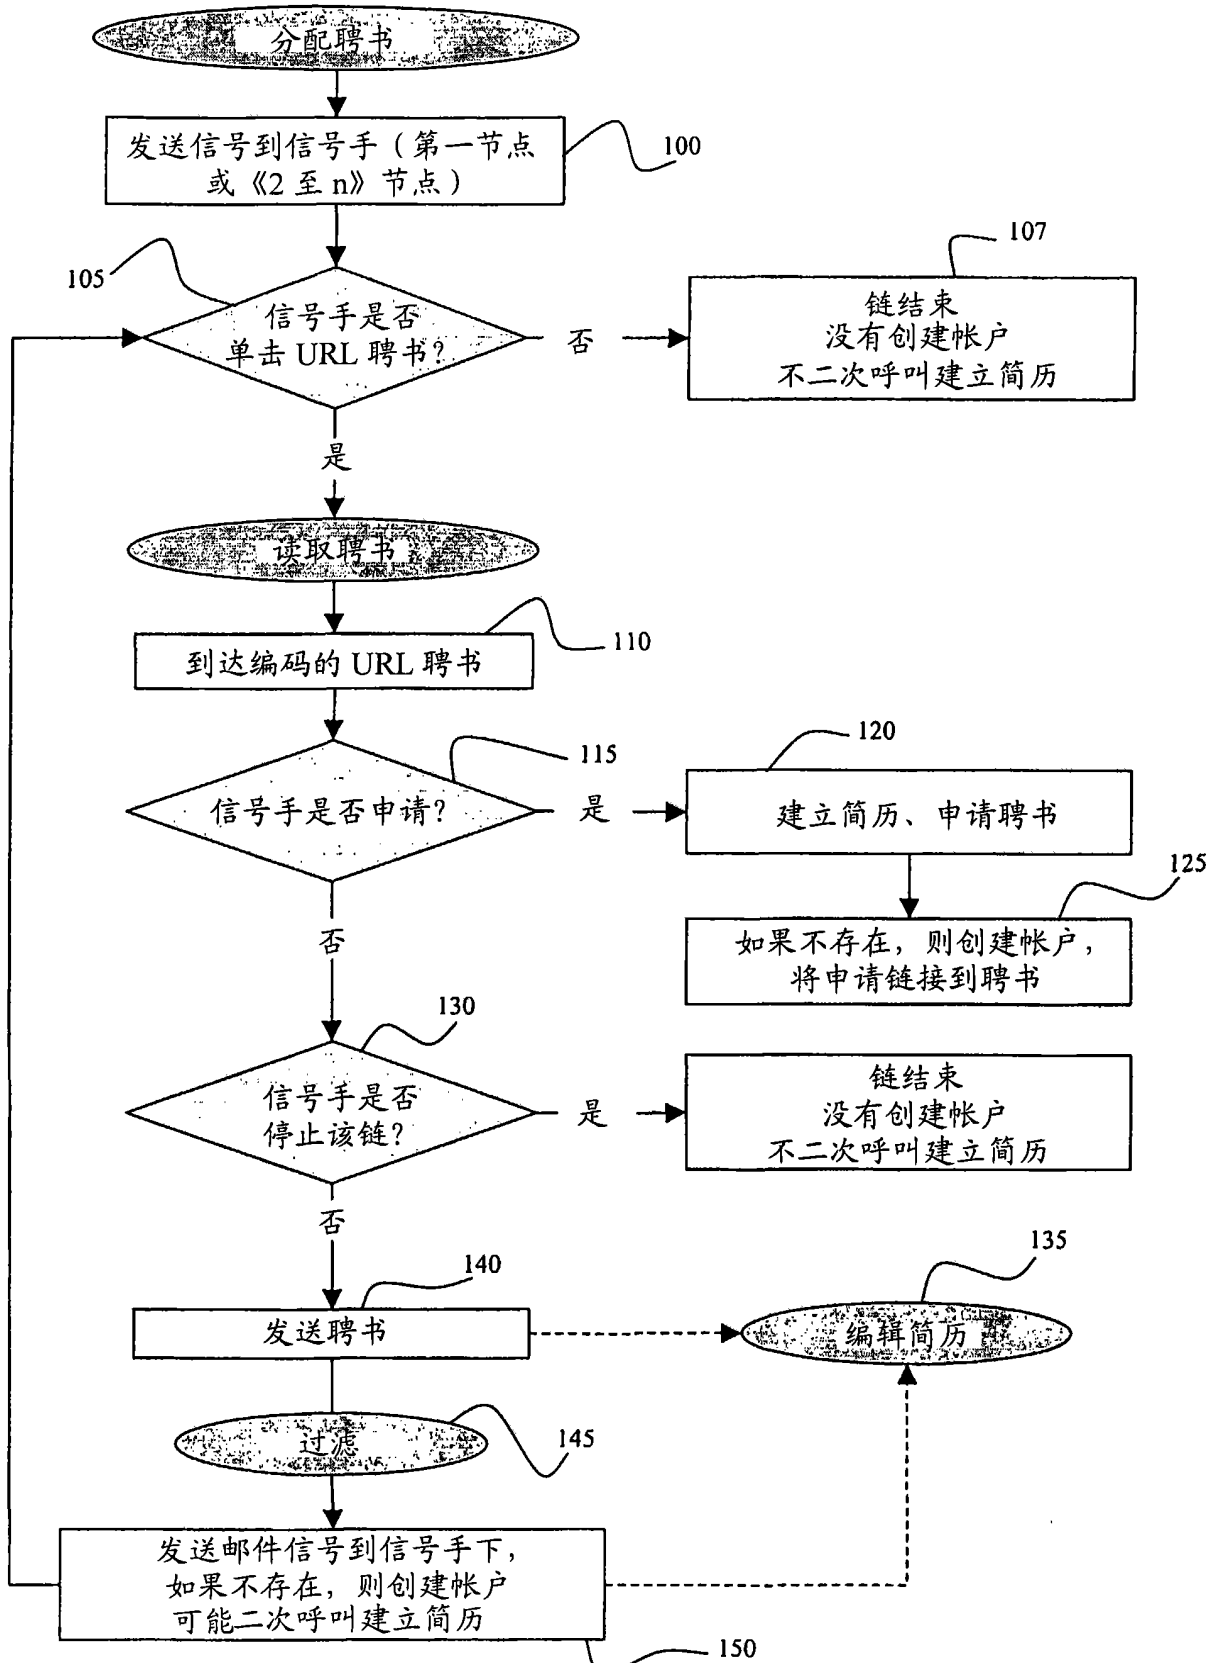 分配聘书
发送信号到信号手（第一节点
或《2 至 n》节点）
100
105
信号手是否
单击 URL 聘书？
否
107
链结束
没有创建帐户
不二次呼叫建立简历
是
读取聘书
110
到达编码的 URL 聘书
115
信号手是否申请？
是
120
建立简历、申请聘书
125
如果不存在，则创建帐户，
将申请链接到聘书
否
130
信号手是否
停止该链？
是
链结束
没有创建帐户
不二次呼叫建立简历
否
140
发送聘书
135
编辑简历
过滤
145
发送邮件信号到信号手下，
如果不存在，则创建帐户
可能二次呼叫建立简历
150